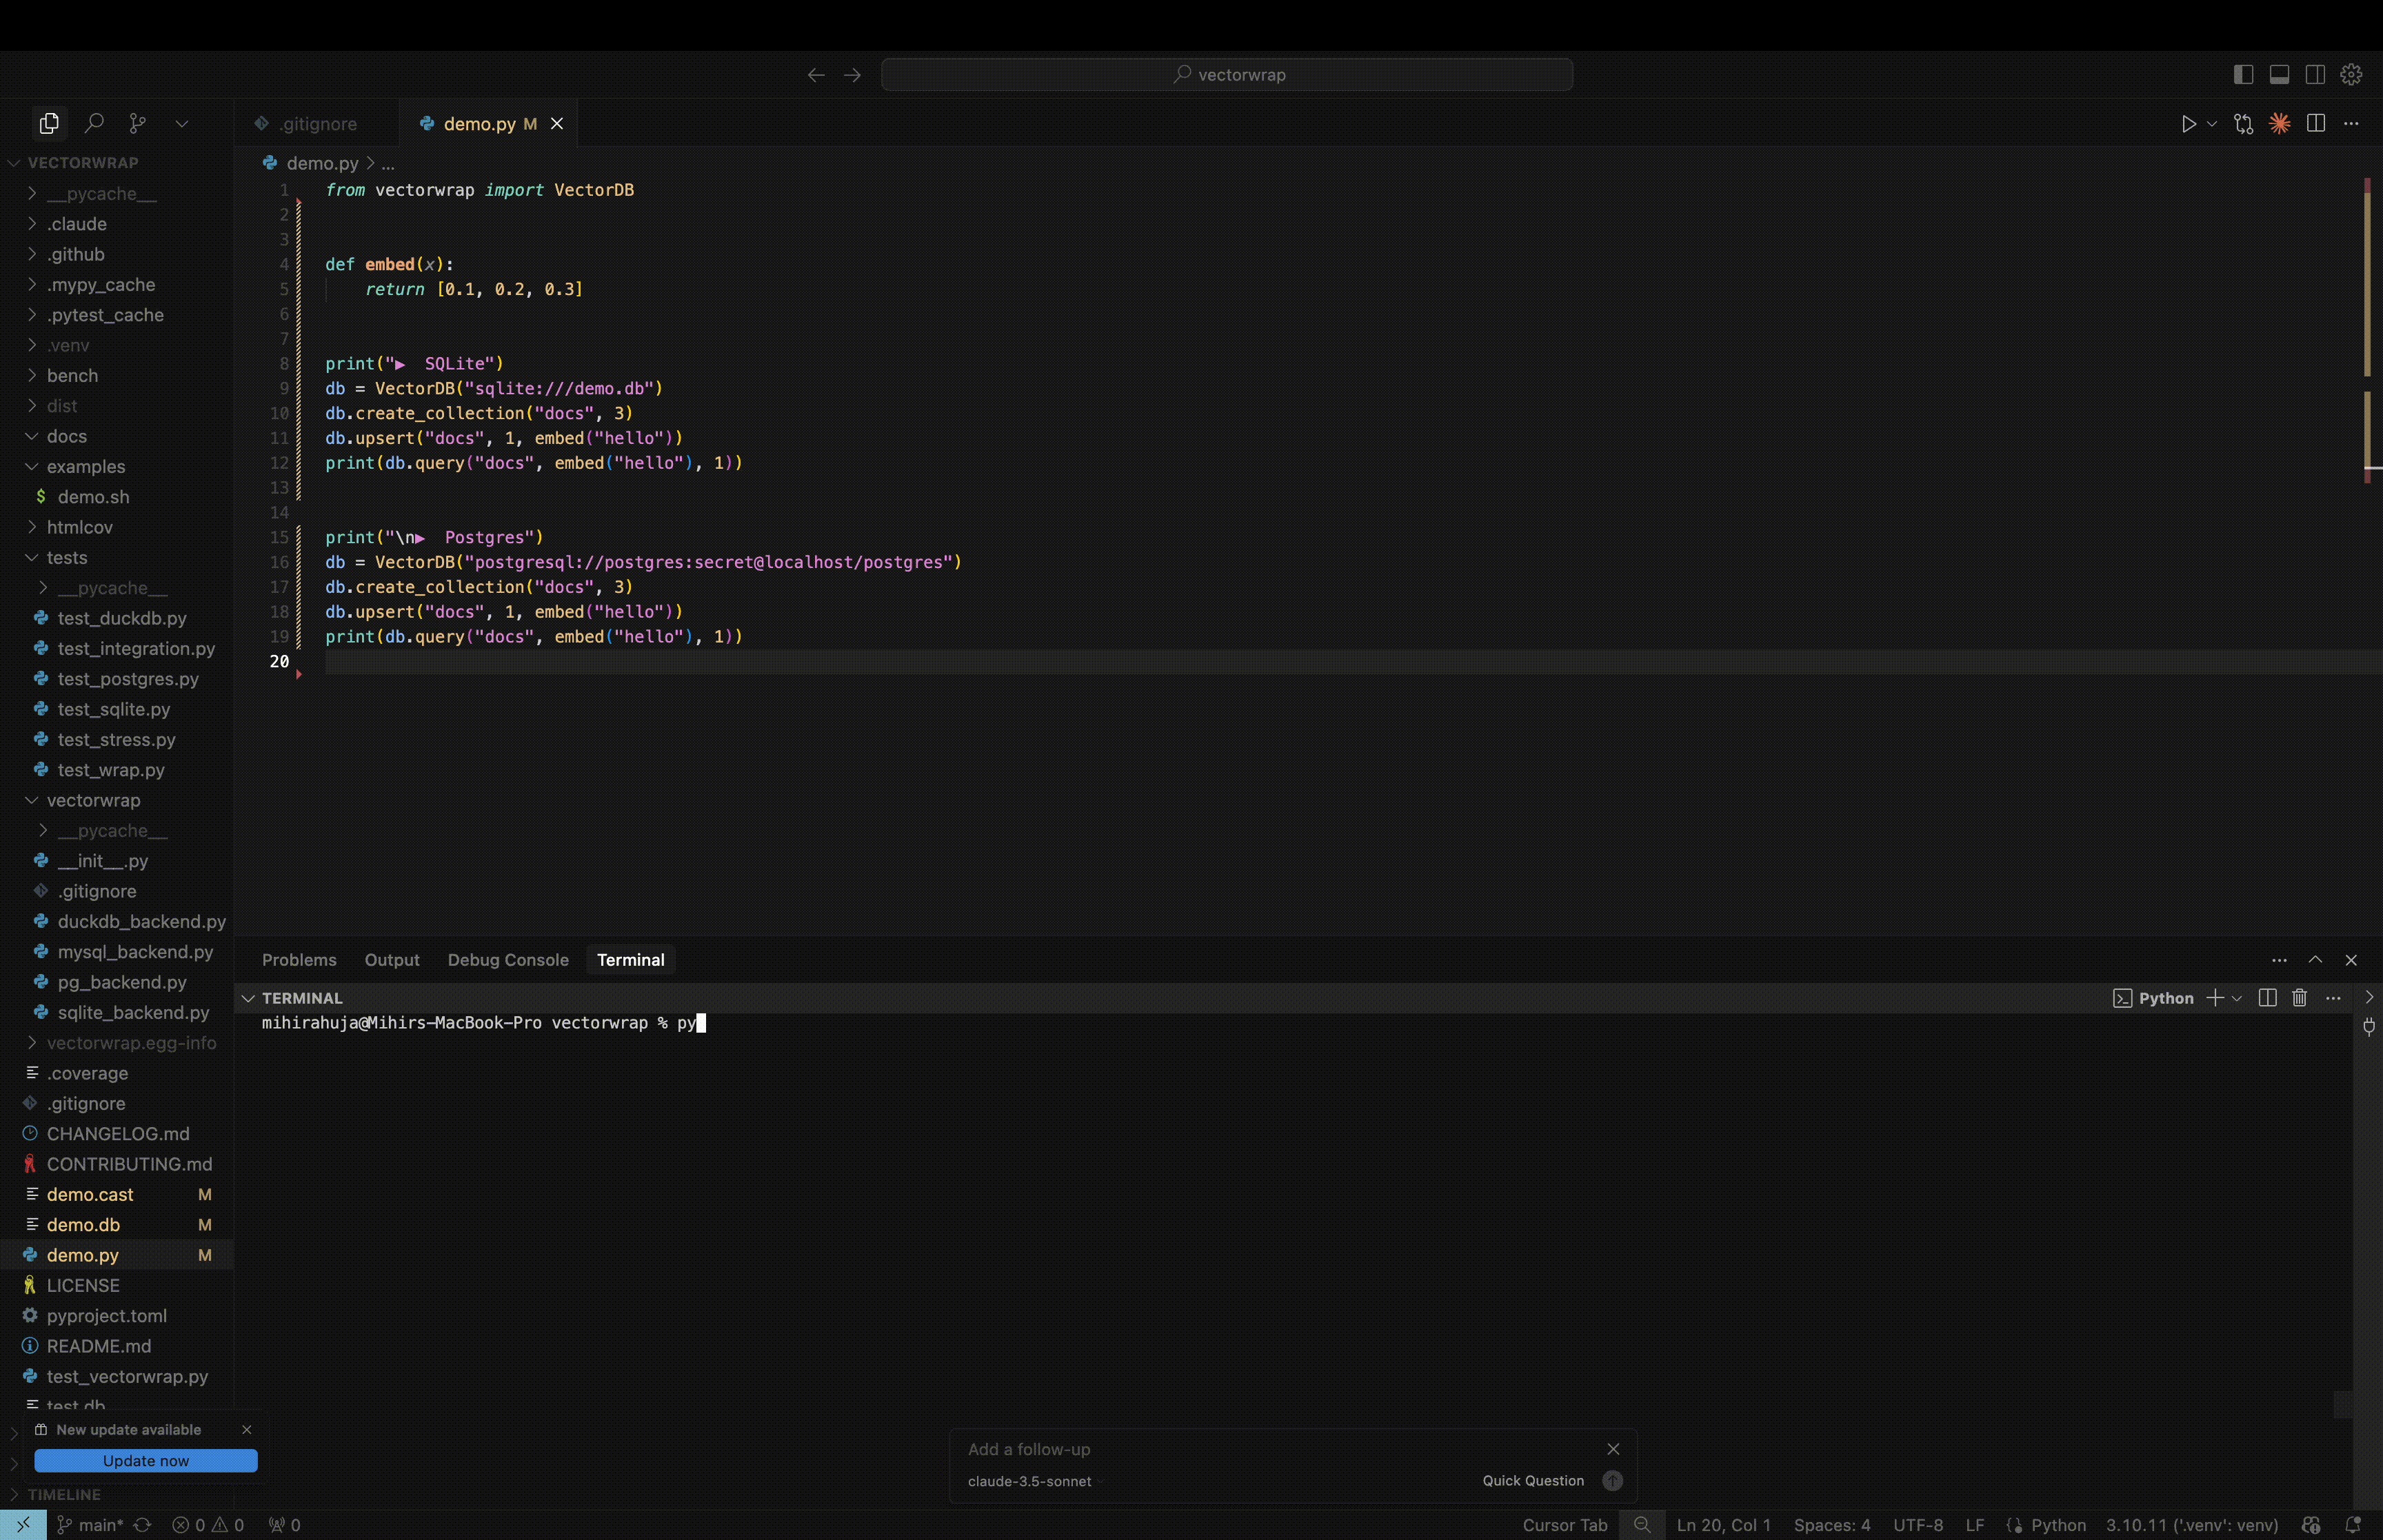 vectorwrap
.gitignore
demo.py M
demo.py > ...
VECTORWRAP
__pycache__
.claude
.github
.mypy_cache
.pytest_cache
.venv
bench
dist
docs
examples
$ demo.sh
htmlcov
tests
__pycache__
test_duckdb.py
test_integration.py
test_postgres.py
test_sqlite.py
test_stress.py
test_wrap.py
vectorwrap
__pycache__
__init__.py
.gitignore
duckdb_backend.py
mysql_backend.py
pg_backend.py
sqlite_backend.py
vectorwrap.egg-info
.coverage
.gitignore
CHANGELOG.md
CONTRIBUTING.md
demo.cast M
demo.db M
demo.py M
LICENSE
pyproject.toml
README.md
test_vectorwrap.py
test.db
New update available
Update now
TIMELINE
1 from vectorwrap import VectorDB
2
3
4 def embed(x):
5 return [0.1, 0.2, 0.3]
6
7
8 print("▶  SQLite")
9 db = VectorDB("sqlite:///demo.db")
10 db.create_collection("docs", 3)
11 db.upsert("docs", 1, embed("hello"))
12 print(db.query("docs", embed("hello"), 1))
13
14
15 print("\n▶  Postgres")
16 db = VectorDB("postgresql://postgres:secret@localhost/postgres")
17 db.create_collection("docs", 3)
18 db.upsert("docs", 1, embed("hello"))
19 print(db.query("docs", embed("hello"), 1))
20
Problems Output Debug Console Terminal
TERMINAL
Python
mihirahuja@Mihirs-MacBook-Pro vectorwrap % py
Add a follow-up
claude-3.5-sonnet
Quick Question
main* 0 0 0
Cursor Tab Ln 20, Col 1 Spaces: 4 UTF-8 LF Python 3.10.11 ('.venv': venv)